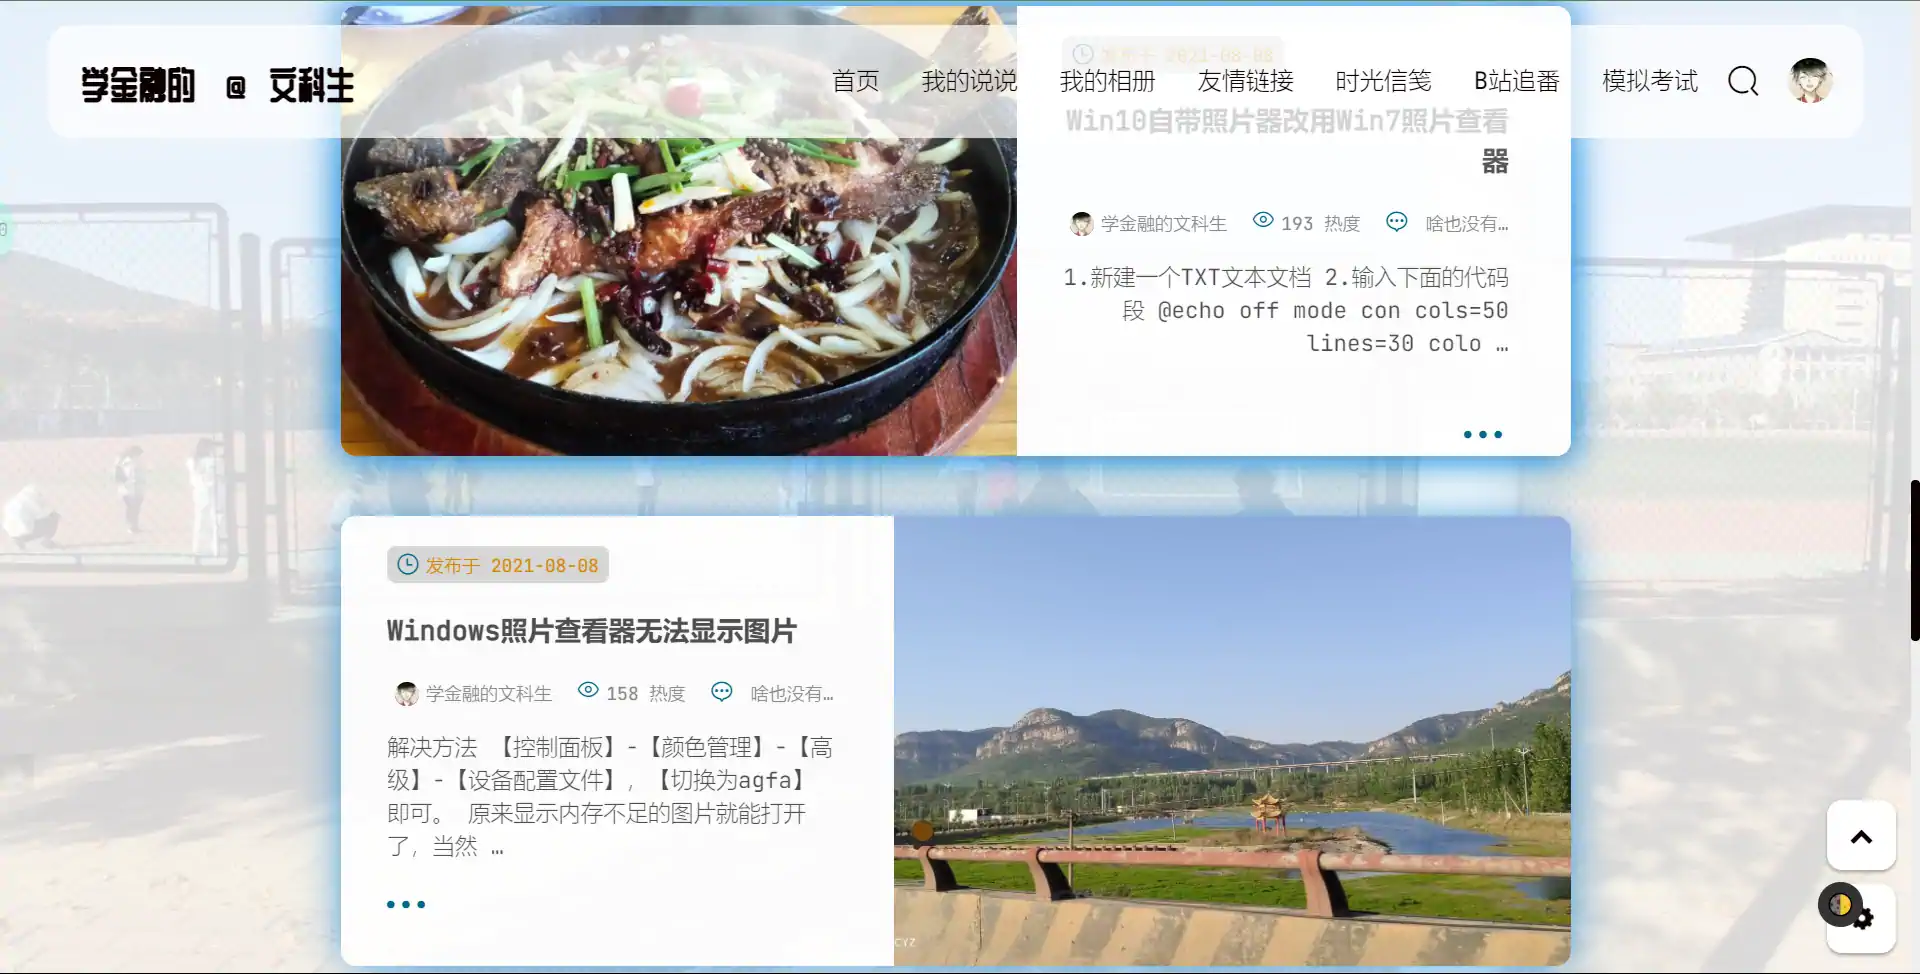 学金融的 @ 文科生
首页 我的说说 我的相册 友情链接 时光信笺 B站追番 模拟考试
发布于 2021-08-08
Win10自带照片器改用Win7照片查看
器
学金融的文科生 193 热度 啥也没有…
1.新建一个TXT文本文档 2.输入下面的代码
段 @echo off mode con cols=50
lines=30 colo …
发布于 2021-08-08
Windows照片查看器无法显示图片
学金融的文科生 158 热度 啥也没有…
解决方法 【控制面板】-【颜色管理】-【高
级】-【设备配置文件】，【切换为agfa】
即可。 原来显示内存不足的图片就能打开
了，当然 …
CYZ